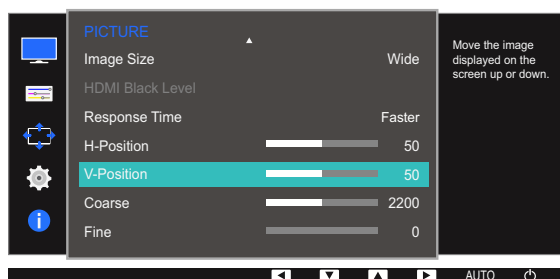 PICTURE
Image Size Wide
HDMI Black Level
Response Time Faster
H-Position 50
V-Position 50
Coarse 2200
Fine 0
Move the image
displayed on the
screen up or down.
AUTO